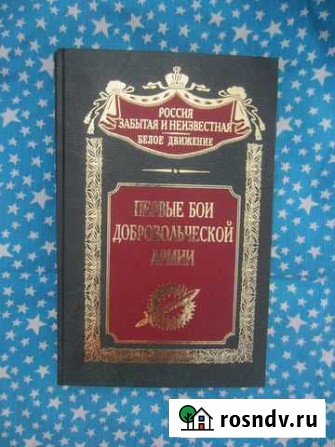 РОССИЯ
ЗАБЫТАЯ И НЕИЗВЕСТНАЯ
БЕЛОЕ ДВИЖЕНИЕ
ПЕРВЫЕ БОИ
ДОБРОВОЛЬЧЕСКОЙ
АРМИИ
rosndv.ru